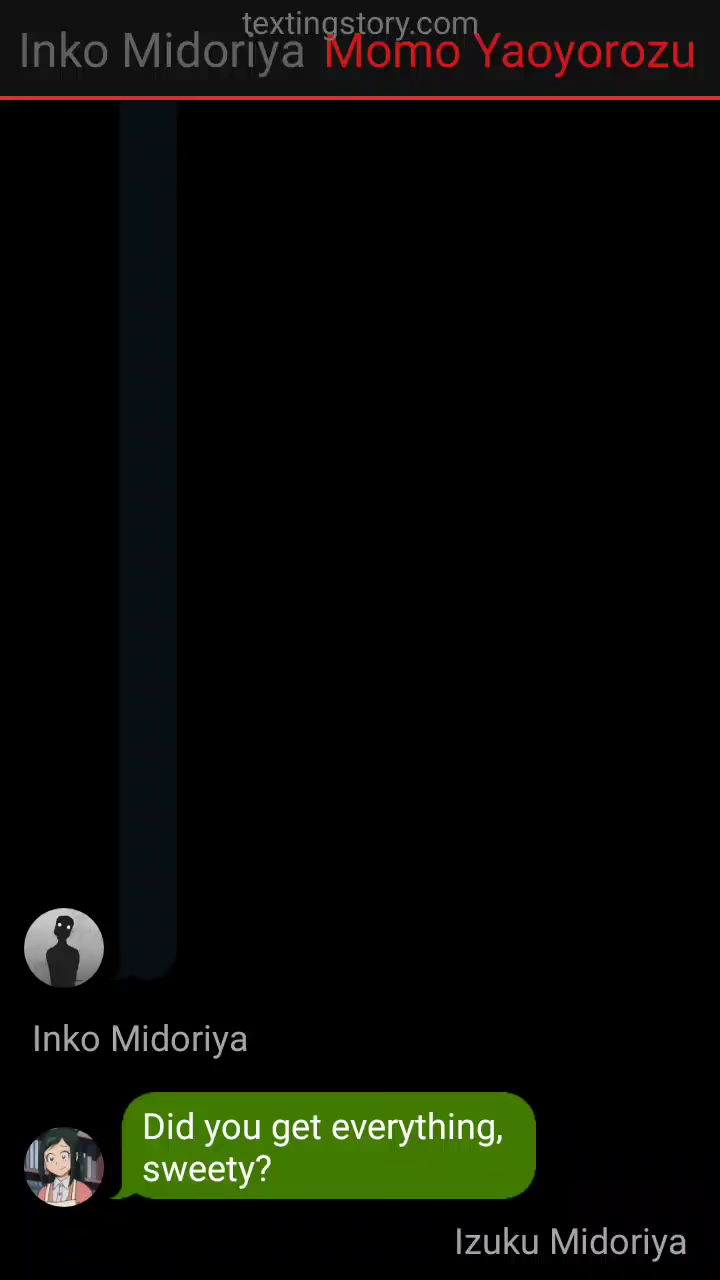 textingstory.com
Inko Midoriya Momo Yaoyorozu
Inko Midoriya
Did you get everything,
sweety?
Izuku Midoriya